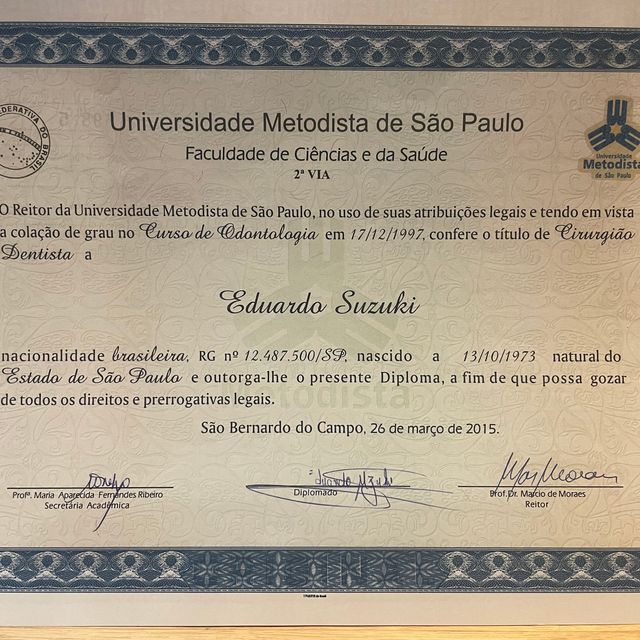 DERATIVA DO BRASIL
Universidade Metodista de São Paulo
Faculdade de Ciências e da Saúde
2ª VIA
Universidade
Metodista
de São Paulo
O Reitor da Universidade Metodista de São Paulo, no uso de suas atribuições legais e tendo em vista
a colação de grau no Curso de Odontologia em 17/12/1997, confere o título de Cirurgião
Dentista a
Eduardo Suzuki
nacionalidade brasileira, RG nº 12.487.500/SP, nascido a 13/10/1973 natural do
Estado de São Paulo e outorga-lhe o presente Diploma, a fim de que possa gozar
de todos os direitos e prerrogativas legais.
São Bernardo do Campo, 26 de março de 2015.
Profª. Maria Aparecida Fernandes Ribeiro
Secretária Acadêmica
Diplomado
Prof. Dr. Marcio de Moraes
Reitor